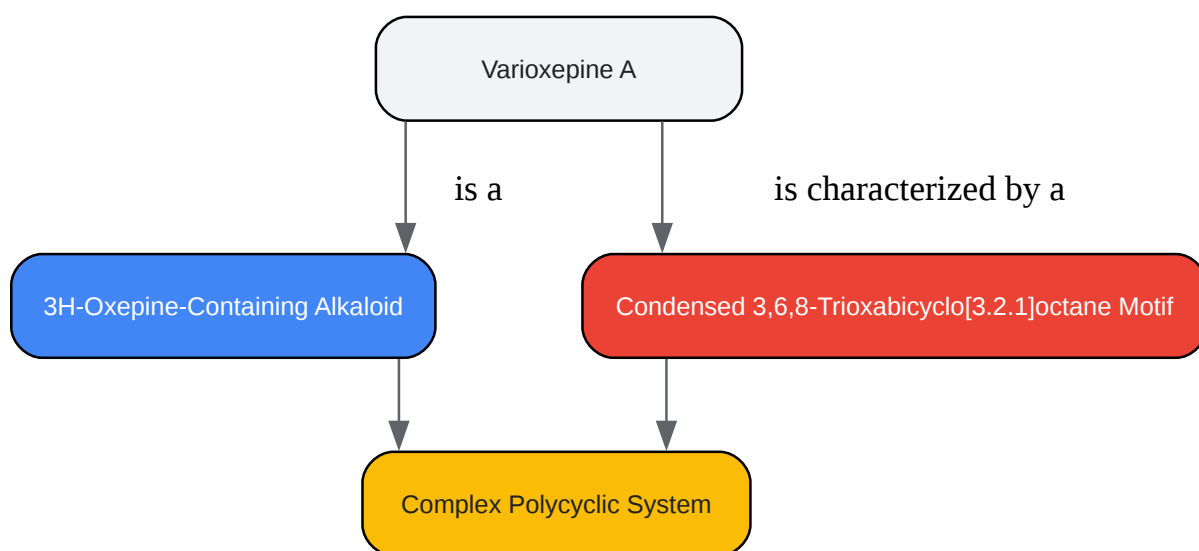 Varioxepine A
is a
is characterized by a
3H-Oxepine-Containing Alkaloid
Condensed 3,6,8-Trioxabicyclo[3.2.1]octane Motif
Complex Polycyclic System